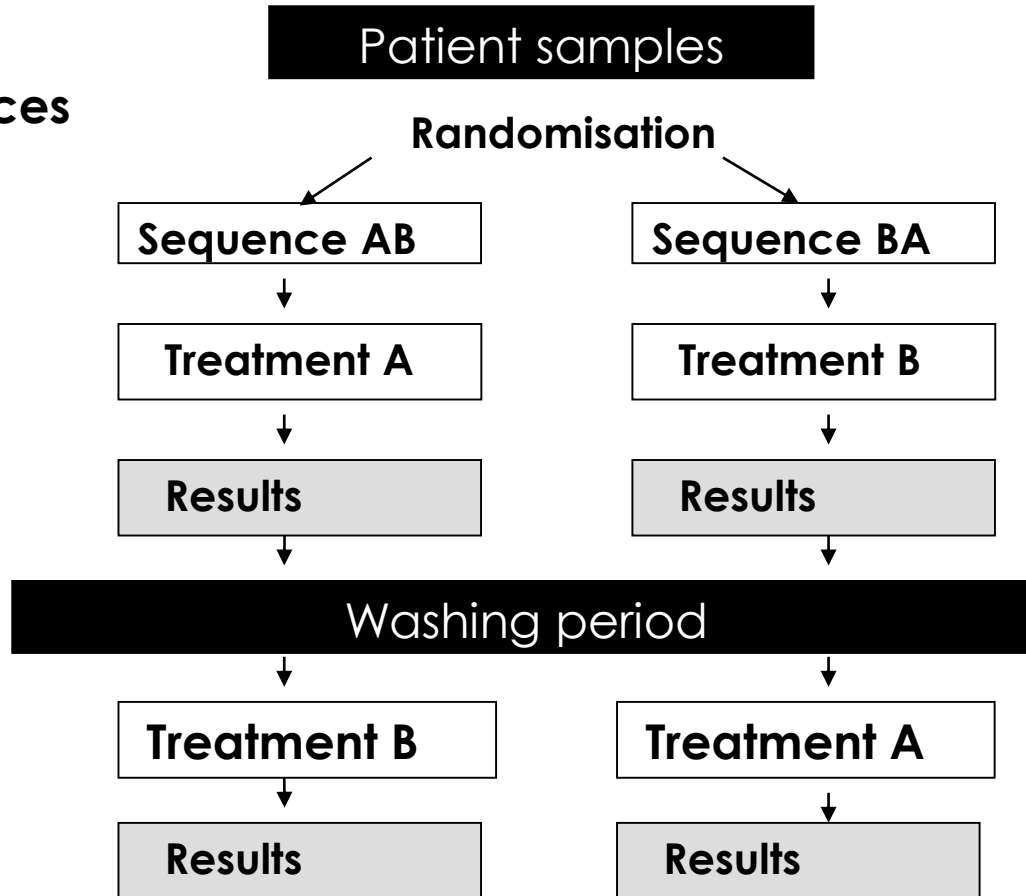 Patient samples
ces
Randomisation
Sequence AB
Sequence BA
Treatment A
Treatment B
Results
Results
Washing period
Treatment B
Treatment A
Results
Results